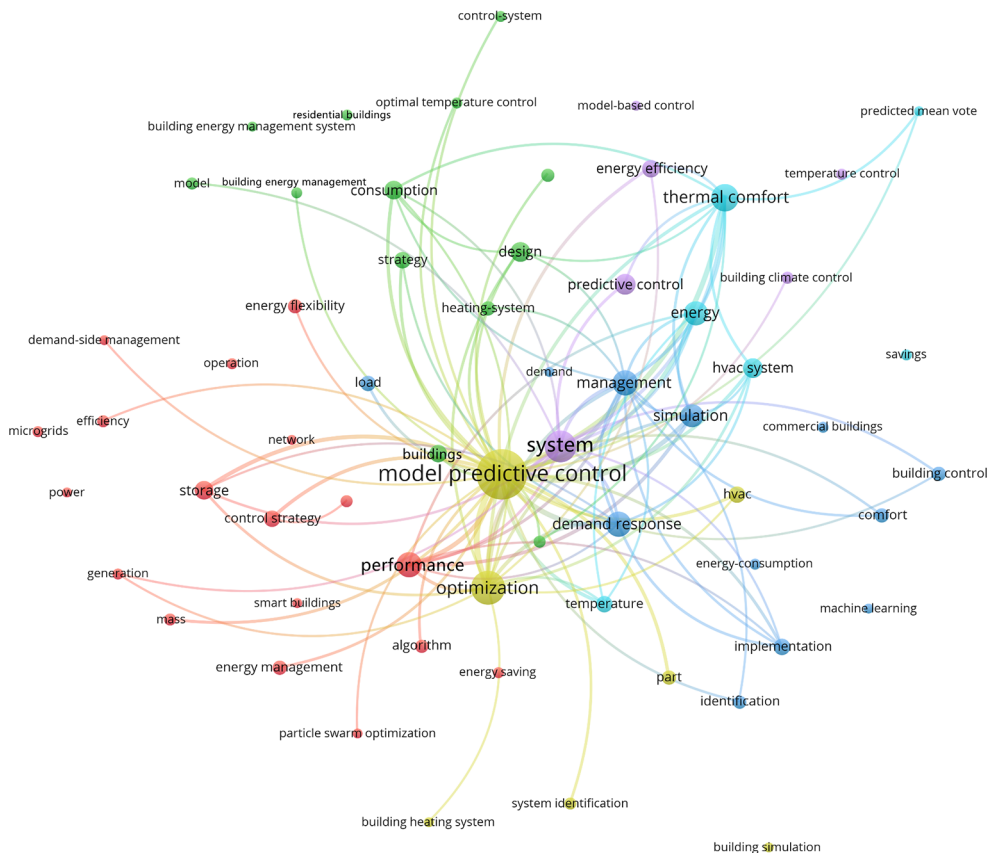 control-system
optimal temperature control
model-based control
residential buildings
predicted mean vote
building energy management system
energy efficiency
temperature control
model
building energy management
consumption
thermal comfort
design
strategy
predictive control
building climate control
energy flexibility
heating-system
energy
demand-side management
savings
operation
demand
hvac system
load
management
simulation
efficiency
commercial buildings
microgrids
network
system
buildings
model predictive control
building control
power
storage
hvac
control strategy
demand response
comfort
performance
energy-consumption
generation
optimization
smart buildings
temperature
machine learning
mass
algorithm
implementation
energy management
energy saving
part
identification
particle swarm optimization
system identification
building heating system
building simulation